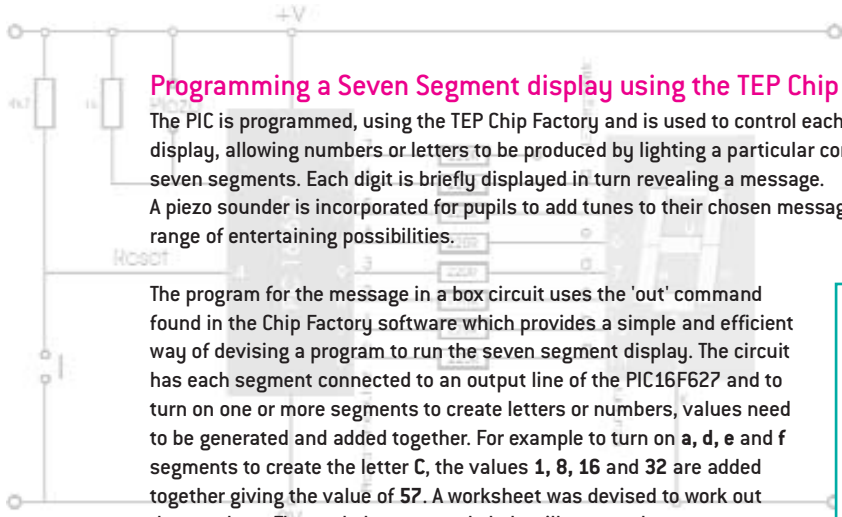 +V
Programming a Seven Segment display using the TEP Chip
The PIC is programmed, using the TEP Chip Factory and is used to control each
display, allowing numbers or letters to be produced by lighting a particular
seven segments. Each digit is briefly displayed in turn revealing a message.
A piezo sounder is incorporated for pupils to add tunes to their chosen
range of entertaining possibilities.
Reset
The program for the message in a box circuit uses the 'out' command
found in the Chip Factory software which provides a simple and efficient
way of devising a program to run the seven segment display. The circuit
has each segment connected to an output line of the PIC16F627 and to
turn on one or more segments to create letters or numbers, values need
to be generated and added together. For example to turn on a, d, e and f
segments to create the letter C, the values 1, 8, 16 and 32 are added
together giving the value of 57. A worksheet was devised to work out